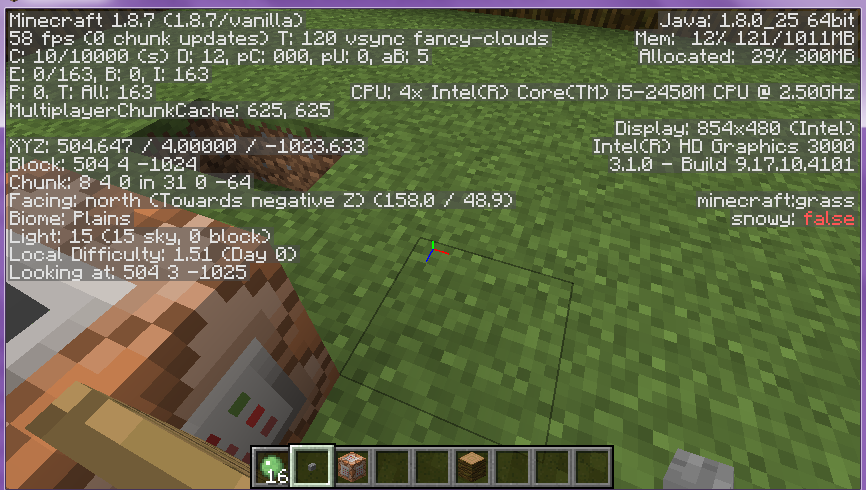 Minecraft 1.8.7 (1.8.7/vanilla)
58 fps (0 chunk updates) T: 120 vsync fancy-clouds
C: 10/10000 (s) D: 12, pC: 000, pU: 0, aB: 5
E: 0/163, B: 0, I: 163
P: 0, T: All: 163
MultiplayerChunkCache: 625, 625
XYZ: 504.647 / 4.00000 / -1023.633
Block: 504 4 -1024
Chunk: 8 4 0 in 31 0 -64
Facing: north (Towards negative Z) (158.0 / 48.9)
Biome: Plains
Light: 15 (15 sky, 0 block)
Local Difficulty: 1.51 (Day 0)
Looking at: 504 3 -1025
Java: 1.8.0_25 64bit
Mem: 12% 121/1011MB
Allocated: 29% 300MB
CPU: 4x Intel(R) Core(TM) i5-2450M CPU @ 2.50GHz
Display: 854x480 (Intel)
Intel(R) HD Graphics 3000
3.1.0 - Build 9.17.10.4101
minecraft:grass
snowy: false
16